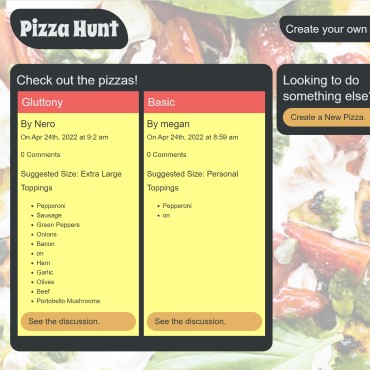 Pizza Hunt
Create your own
Check out the pizzas!
Gluttony
By Nero
On Apr 24th, 2022 at 9:2 am
0 Comments
Suggested Size: Extra Large
Toppings
Pepperoni
Sausage
Green Peppers
Onions
Bacon
on
Ham
Garlic
Olives
Beef
Portobello Mushrooms
See the discussion.
Basic
By megan
On Apr 24th, 2022 at 8:59 am
0 Comments
Suggested Size: Personal
Toppings
Pepperoni
on
See the discussion.
Looking to do
something else?
Create a New Pizza.